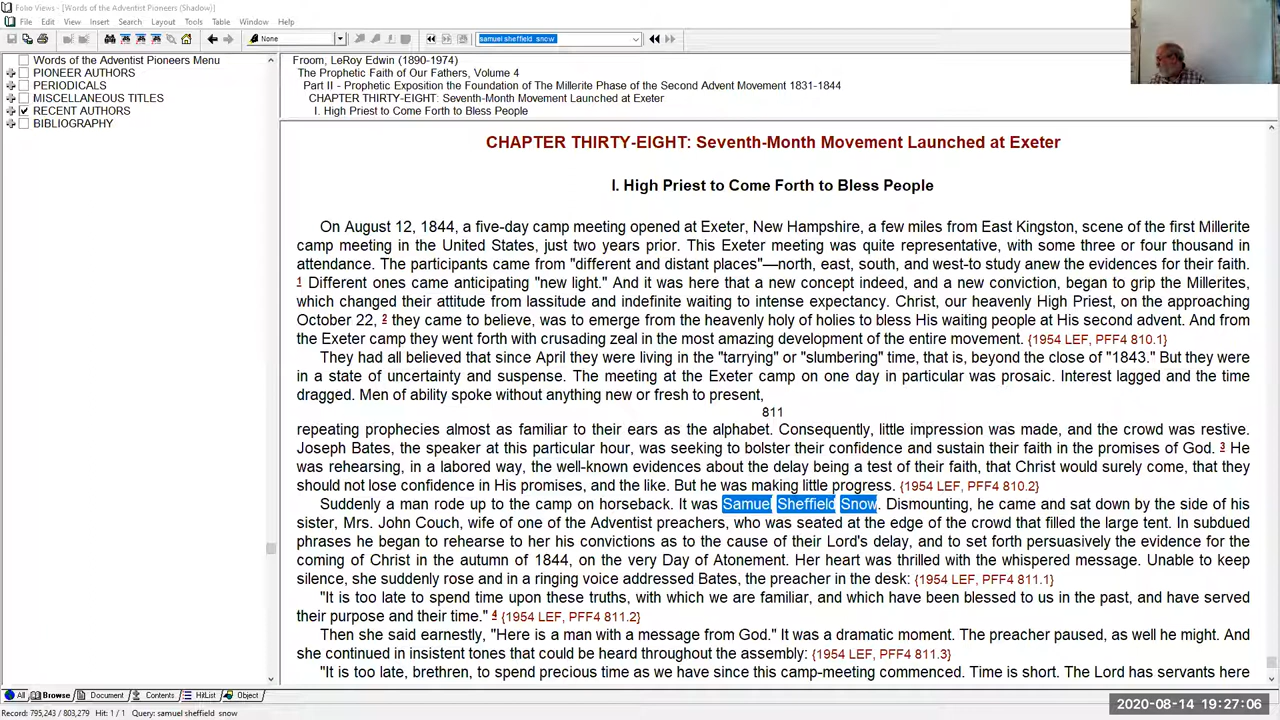 Folio Views - [Words of the Adventist Pioneers (Shadow)]
File Edit View Insert Search Layout Tools Table Window Help
None
samuel sheffield snow
Words of the Adventist Pioneers Menu
PIONEER AUTHORS
PERIODICALS
MISCELLANEOUS TITLES
RECENT AUTHORS
BIBLIOGRAPHY
Froom, LeRoy Edwin (1890-1974)
The Prophetic Faith of Our Fathers, Volume 4
Part II - Prophetic Exposition the Foundation of The Millerite Phase of the Second Advent Movement 1831-1844
CHAPTER THIRTY-EIGHT: Seventh-Month Movement Launched at Exeter
I. High Priest to Come Forth to Bless People
CHAPTER THIRTY-EIGHT: Seventh-Month Movement Launched at Exeter
I. High Priest to Come Forth to Bless People
On August 12, 1844, a five-day camp meeting opened at Exeter, New Hampshire, a few miles from East Kingston, scene of the first Millerite
camp meeting in the United States, just two years prior. This Exeter meeting was quite representative, with some three or four thousand in
attendance. The participants came from "different and distant places"—north, east, south, and west-to study anew the evidences for their faith.
1 Different ones came anticipating "new light." And it was here that a new concept indeed, and a new conviction, began to grip the Millerites,
which changed their attitude from lassitude and indefinite waiting to intense expectancy. Christ, our heavenly High Priest, on the approaching
October 22, 2 they came to believe, was to emerge from the heavenly holy of holies to bless His waiting people at His second advent. And from
the Exeter camp they went forth with crusading zeal in the most amazing development of the entire movement. {1954 LEF, PFF4 810.1}
They had all believed that since April they were living in the "tarrying" or "slumbering" time, that is, beyond the close of "1843." But they were
in a state of uncertainty and suspense. The meeting at the Exeter camp on one day in particular was prosaic. Interest lagged and the time
dragged. Men of ability spoke without anything new or fresh to present,
811
repeating prophecies almost as familiar to their ears as the alphabet. Consequently, little impression was made, and the crowd was restive.
Joseph Bates, the speaker at this particular hour, was seeking to bolster their confidence and sustain their faith in the promises of God. 3 He
was rehearsing, in a labored way, the well-known evidences about the delay being a test of their faith, that Christ would surely come, that they
should not lose confidence in His promises, and the like. But he was making little progress. {1954 LEF, PFF4 810.2}
Suddenly a man rode up to the camp on horseback. It was Samuel Sheffield Snow. Dismounting, he came and sat down by the side of his
sister, Mrs. John Couch, wife of one of the Adventist preachers, who was seated at the edge of the crowd that filled the large tent. In subdued
phrases he began to rehearse to her his convictions as to the cause of their Lord's delay, and to set forth persuasively the evidence for the
coming of Christ in the autumn of 1844, on the very Day of Atonement. Her heart was thrilled with the whispered message. Unable to keep
silence, she suddenly rose and in a ringing voice addressed Bates, the preacher in the desk: {1954 LEF, PFF4 811.1}
"It is too late to spend time upon these truths, with which we are familiar, and which have been blessed to us in the past, and have served
their purpose and their time." 4 {1954 LEF, PFF4 811.2}
Then she said earnestly, "Here is a man with a message from God." It was a dramatic moment. The preacher paused, as well he might. And
she continued in insistent tones that could be heard throughout the assembly: {1954 LEF, PFF4 811.3}
"It is too late, brethren, to spend precious time as we have since this camp-meeting commenced. Time is short. The Lord has servants here
All Browse Document Contents HitList Object
Record: 795,243 / 803,279 Hit: 1 / 1 Query: samuel sheffield snow
2020-08-14 19:27:06